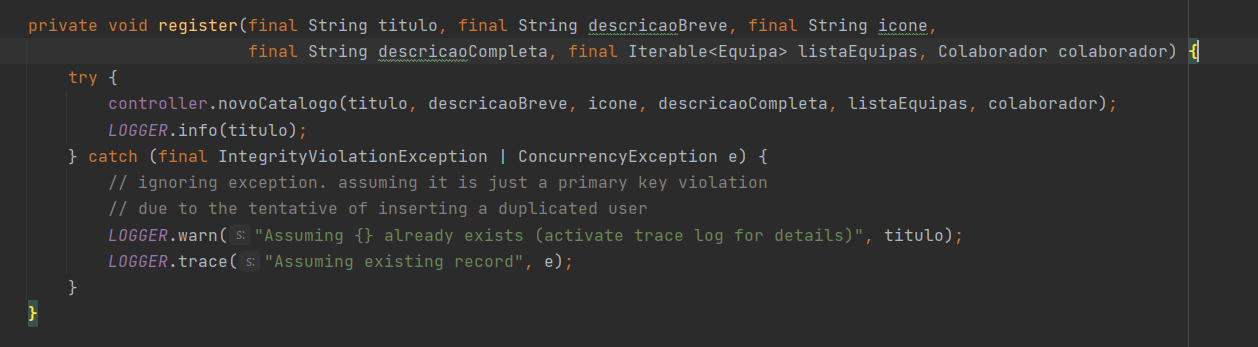 private void register(final String titulo, final String descricaoBreve, final String icone,
                      final String descricaoCompleta, final Iterable<Equipa> listaEquipas, Colaborador colaborador) {
    try {
        controller.novoCatalogo(titulo, descricaoBreve, icone, descricaoCompleta, listaEquipas, colaborador);
        LOGGER.info(titulo);
    } catch (final IntegrityViolationException | ConcurrencyException e) {
        // ignoring exception. assuming it is just a primary key violation
        // due to the tentative of inserting a duplicated user
        LOGGER.warn( s: "Assuming {} already exists (activate trace log for details)", titulo);
        LOGGER.trace( s: "Assuming existing record", e);
    }
}